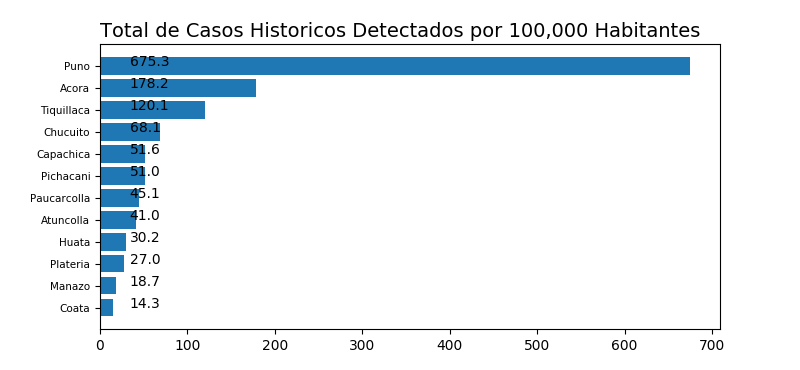 Total de Casos Historicos Detectados por 100,000 Habitantes
Puno 675.3
Acora 178.2
Tiquillaca 120.1
Chucuito 68.1
Capachica 51.6
Pichacani 51.0
Paucarcolla 45.1
Atuncolla 41.0
Huata 30.2
Plateria 27.0
Manazo 18.7
Coata 14.3
0 100 200 300 400 500 600 700